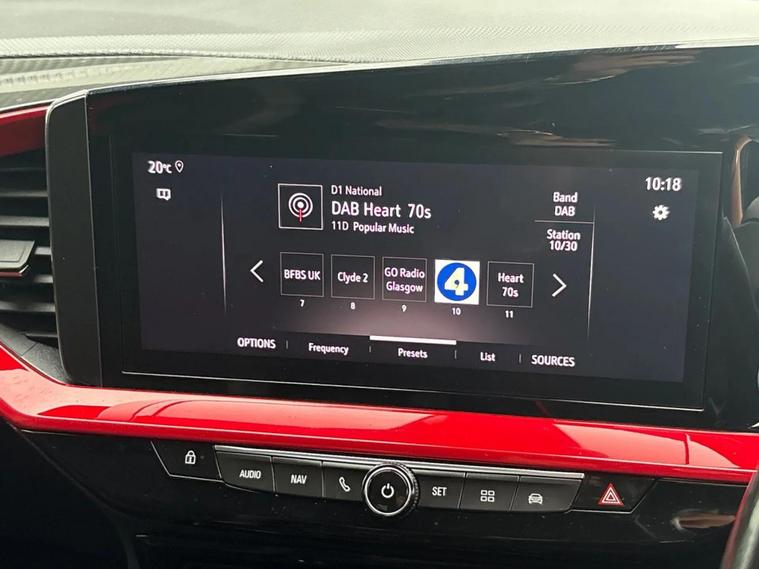 20°C
10:18
D1 National
DAB Heart 70s
11D Popular Music
Band
DAB
Station
10/30
BFBS UK
Clyde 2
GO Radio
Glasgow
4
Heart
70s
7
8
9
10
11
OPTIONS
Frequency
Presets
List
SOURCES
AUDIO
NAV
SET